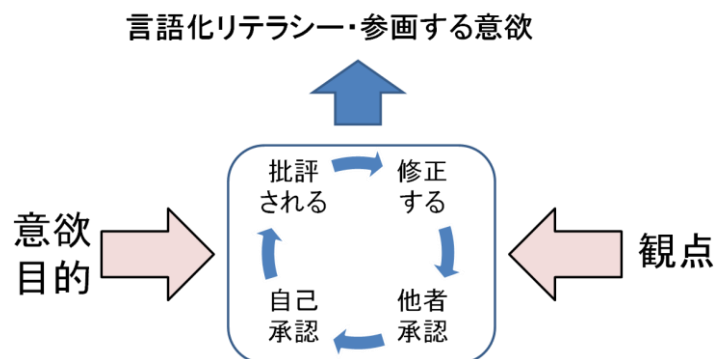 言語化リテラシー・参画する意欲
批評
される
修正
する
意欲
目的
観点
自己
承認
他者
承認